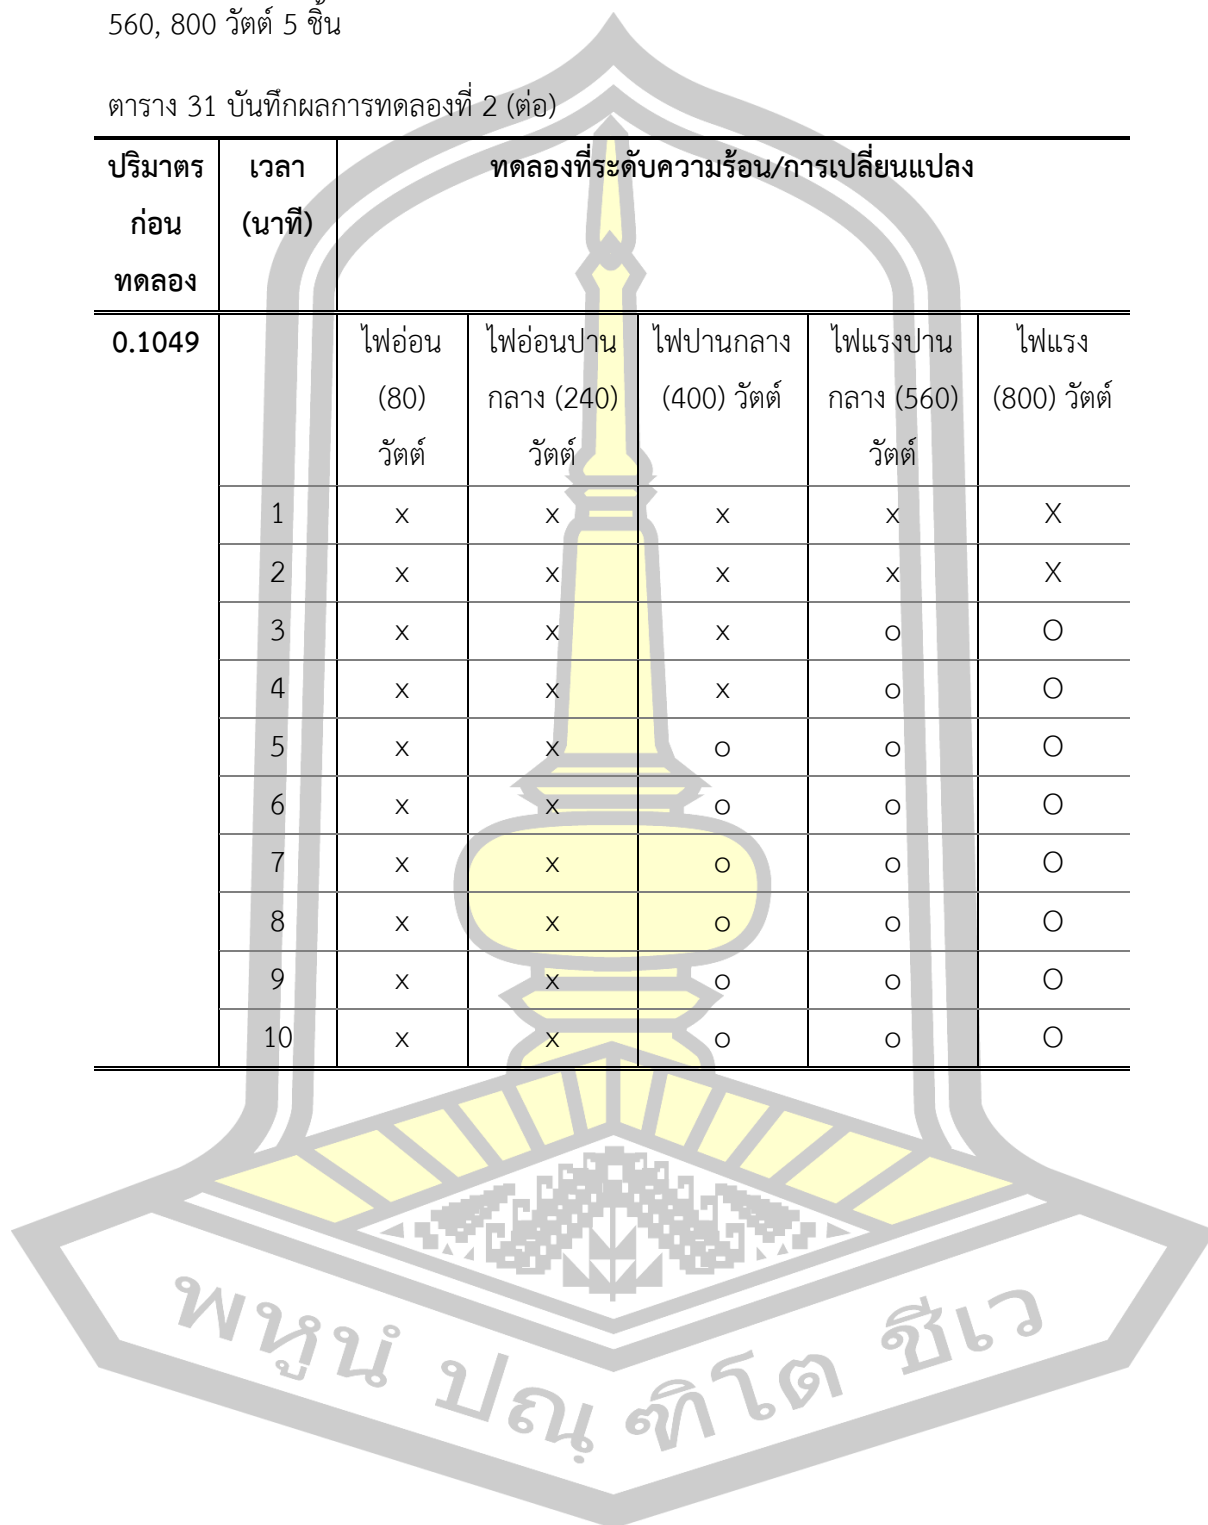 560, 800 วัตต์ 5 ชิ้น
ตาราง 31 บันทึกผลการทดลองที่ 2 (ต่อ)
ปริมาตร เวลา ทดลองที่ระดับความร้อน/การเปลี่ยนแปลง
ก่อน (นาที)
ทดลอง
0.1049 ไฟอ่อน ไฟอ่อนปาน ไฟปานกลาง ไฟแรงปาน ไฟแรง
(80) กลาง (240) (400) วัตต์ กลาง (560) (800) วัตต์
วัตต์ วัตต์ วัตต์
1 x x x x X
2 x x x x X
3 x x x o O
4 x x x o O
5 x x o o O
6 x x o o O
7 x x o o O
8 x x o o O
9 x x o o O
10 x x o o O
พหูนํ ปณฺฑิโต ชีเว